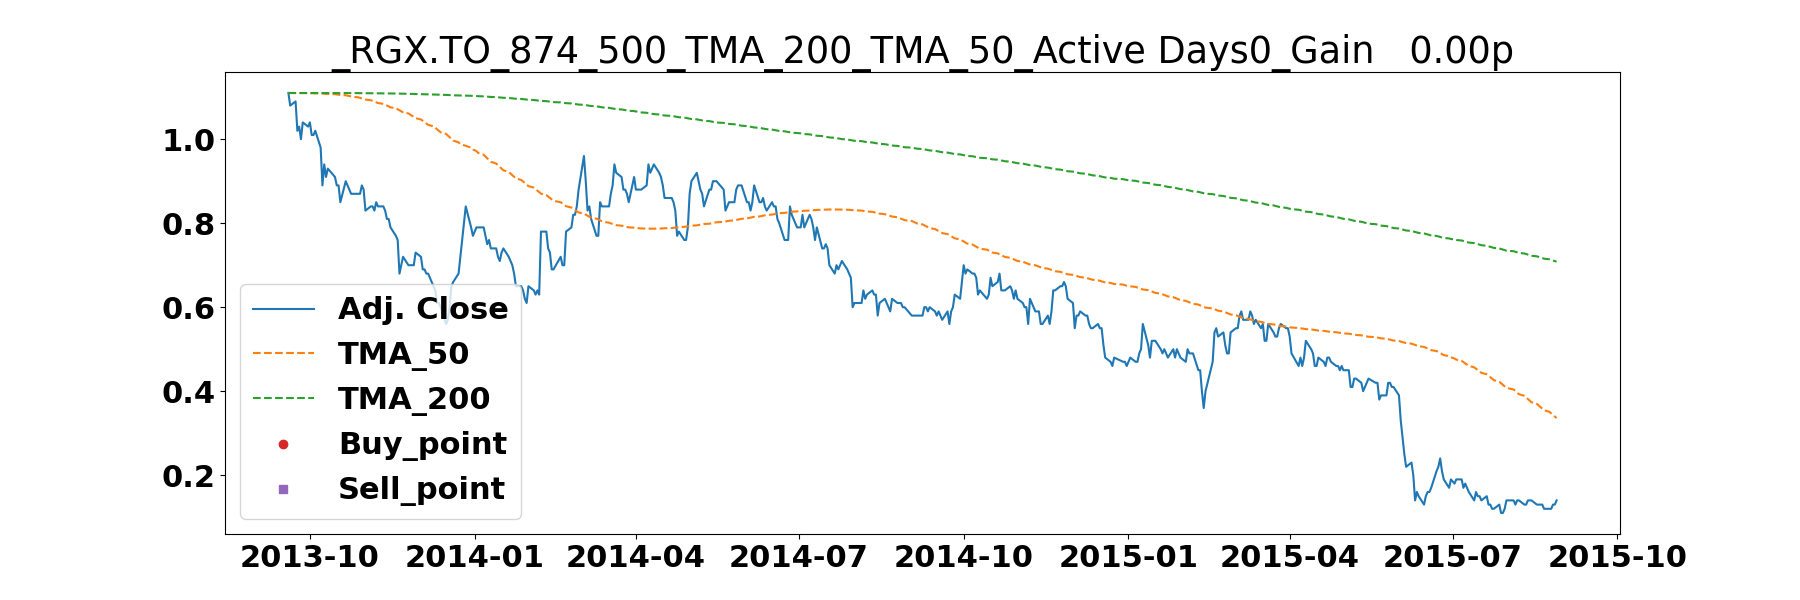 _RGX.TO_874_500_TMA_200_TMA_50_Active Days0_Gain   0.00p
1.0
0.8
0.6
0.4
0.2
Adj. Close
TMA_50
TMA_200
Buy_point
Sell_point
2013-10 2014-01 2014-04 2014-07 2014-10 2015-01 2015-04 2015-07 2015-10